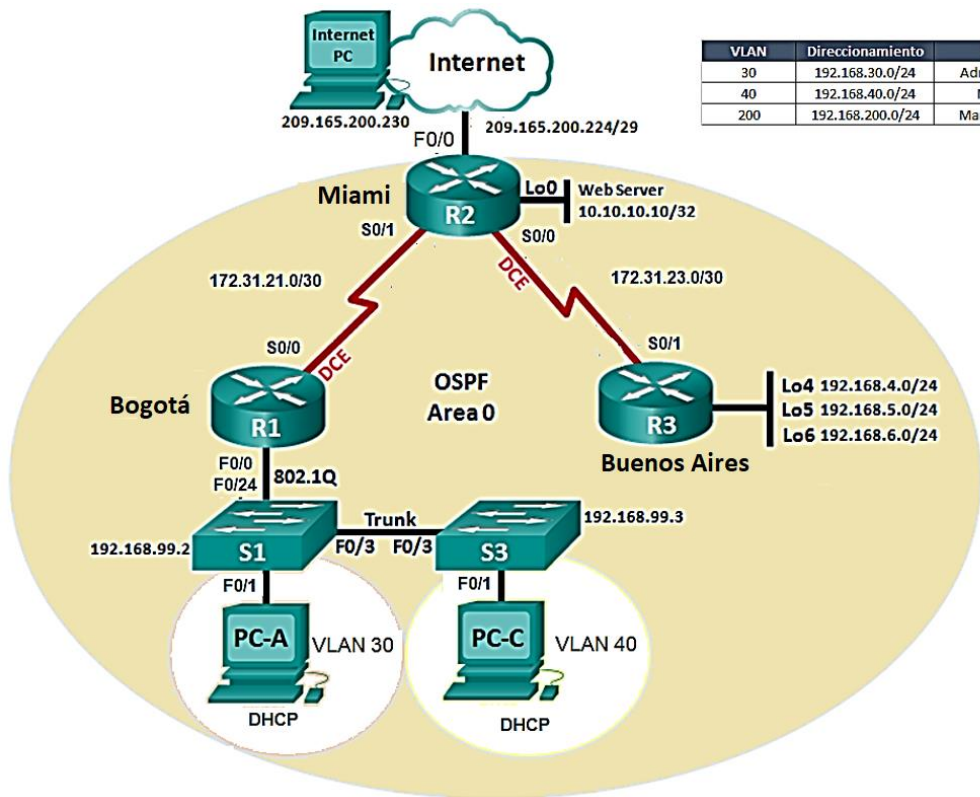 Internet
PC
Internet
209.165.200.230
209.165.200.224/29
F0/0
VLAN Direccionamiento
30 192.168.30.0/24
40 192.168.40.0/24
200 192.168.200.0/24
Miami
R2
Lo0
Web Server
10.10.10.10/32
S0/1
S0/0
DCE
172.31.21.0/30
172.31.23.0/30
S0/0
DCE
S0/1
Bogotá
R1
OSPF
Area 0
R3
Buenos Aires
Lo4 192.168.4.0/24
Lo5 192.168.5.0/24
Lo6 192.168.6.0/24
F0/0
F0/24
802.1Q
192.168.99.2
S1
Trunk
F0/3 F0/3
S3
192.168.99.3
F0/1
F0/1
PC-A
VLAN 30
PC-C
VLAN 40
DHCP
DHCP